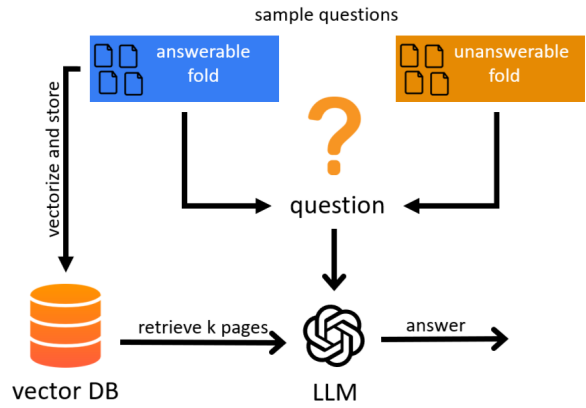 sample questions
answerable
fold
unanswerable
fold
vectorize and store
question
retrieve k pages
answer
vector DB
LLM